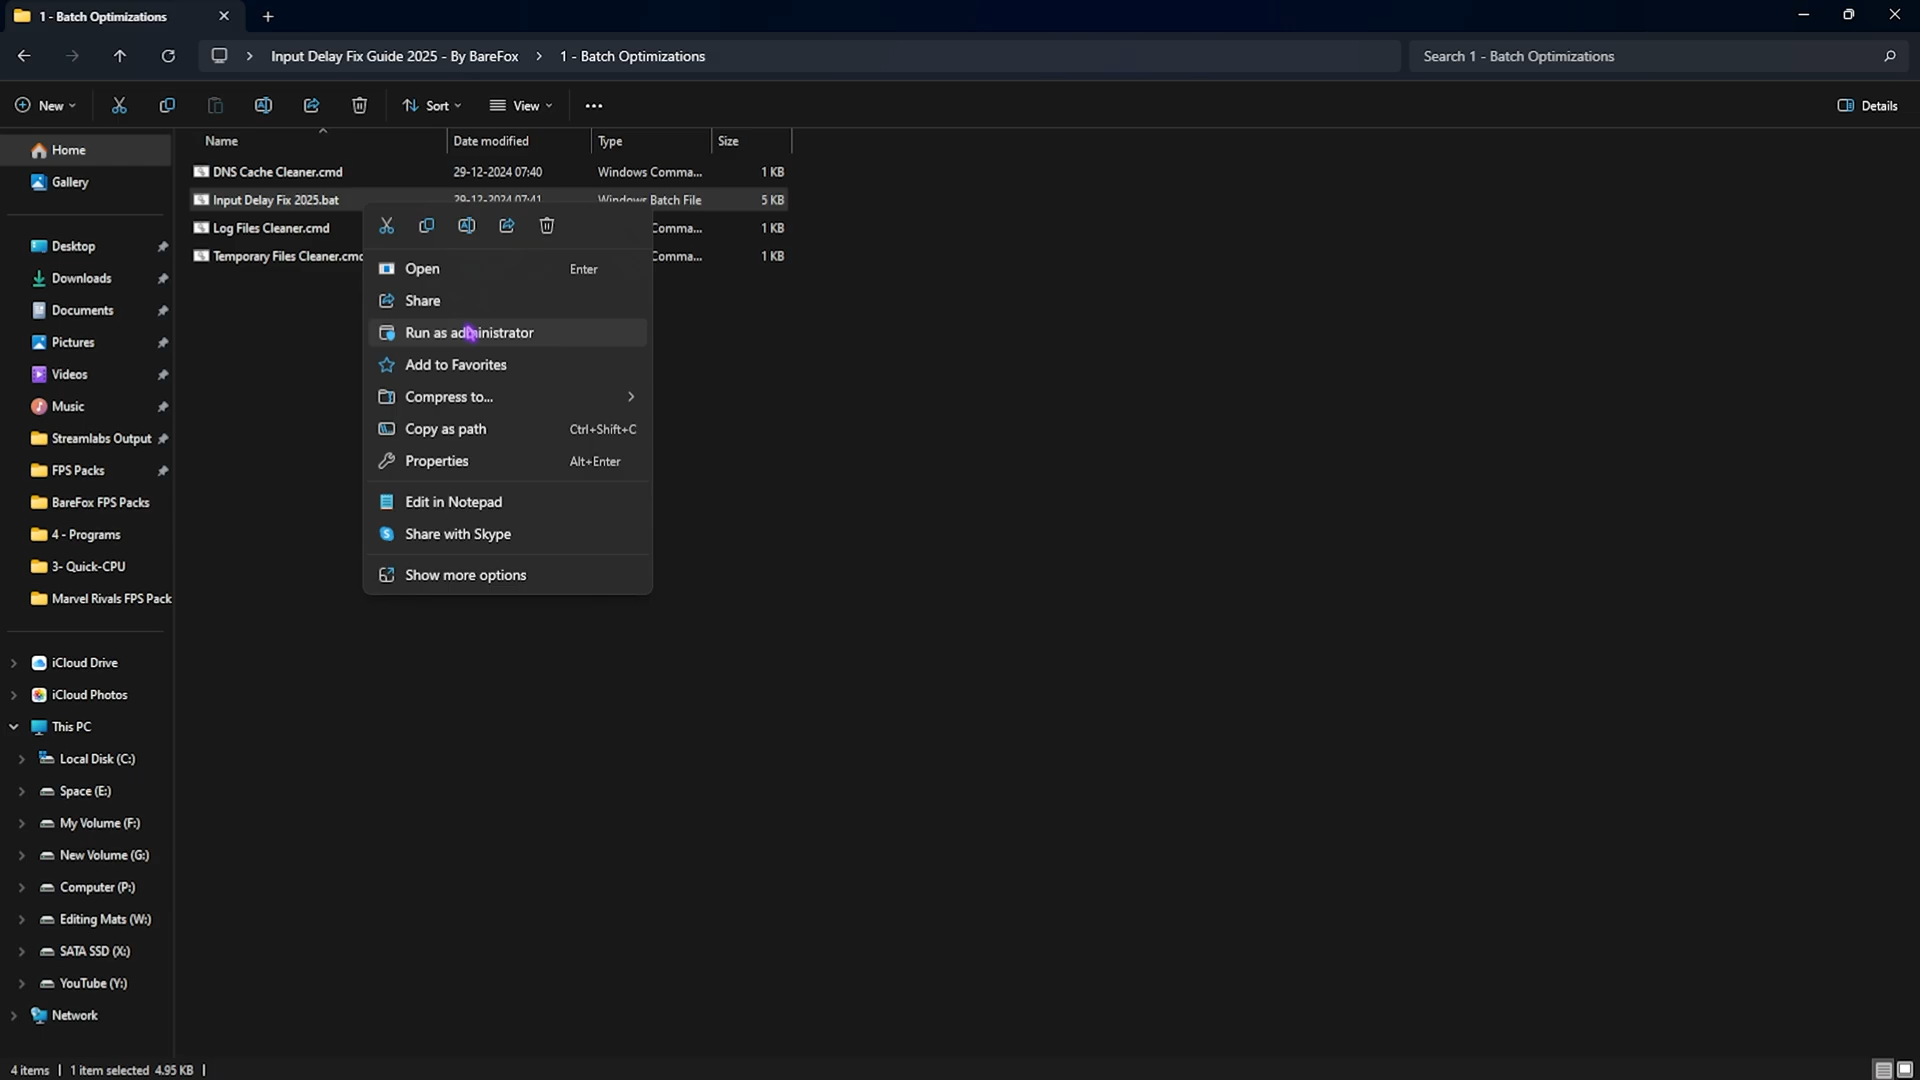 1 - Batch Optimizations
Input Delay Fix Guide 2025 - By BareFox > 1 - Batch Optimizations
Search 1 - Batch Optimizations
New
Sort
View
Details
Name Date modified Type Size
DNS Cache Cleaner.cmd 29-12-2024 07:40 Windows Comma... 1 KB
Input Delay Fix 2025.bat 29-12-2024 07:41 Windows Batch File 5 KB
Log Files Cleaner.cmd Comma... 1 KB
Temporary Files Cleaner.cmd Comma... 1 KB
Open Enter
Share
Run as administrator
Add to Favorites
Compress to...
Copy as path Ctrl+Shift+C
Properties Alt+Enter
Edit in Notepad
Share with Skype
Show more options
Home
Gallery
Desktop
Downloads
Documents
Pictures
Videos
Music
Streamlabs Output
FPS Packs
BareFox FPS Packs
4 - Programs
3- Quick-CPU
Marvel Rivals FPS Pack
iCloud Drive
iCloud Photos
This PC
Local Disk (C:)
Space (E:)
My Volume (F:)
New Volume (G:)
Computer (P:)
Editing Mats (W:)
SATA SSD (X:)
YouTube (Y:)
Network
4 items | 1 item selected 4.95 KB |